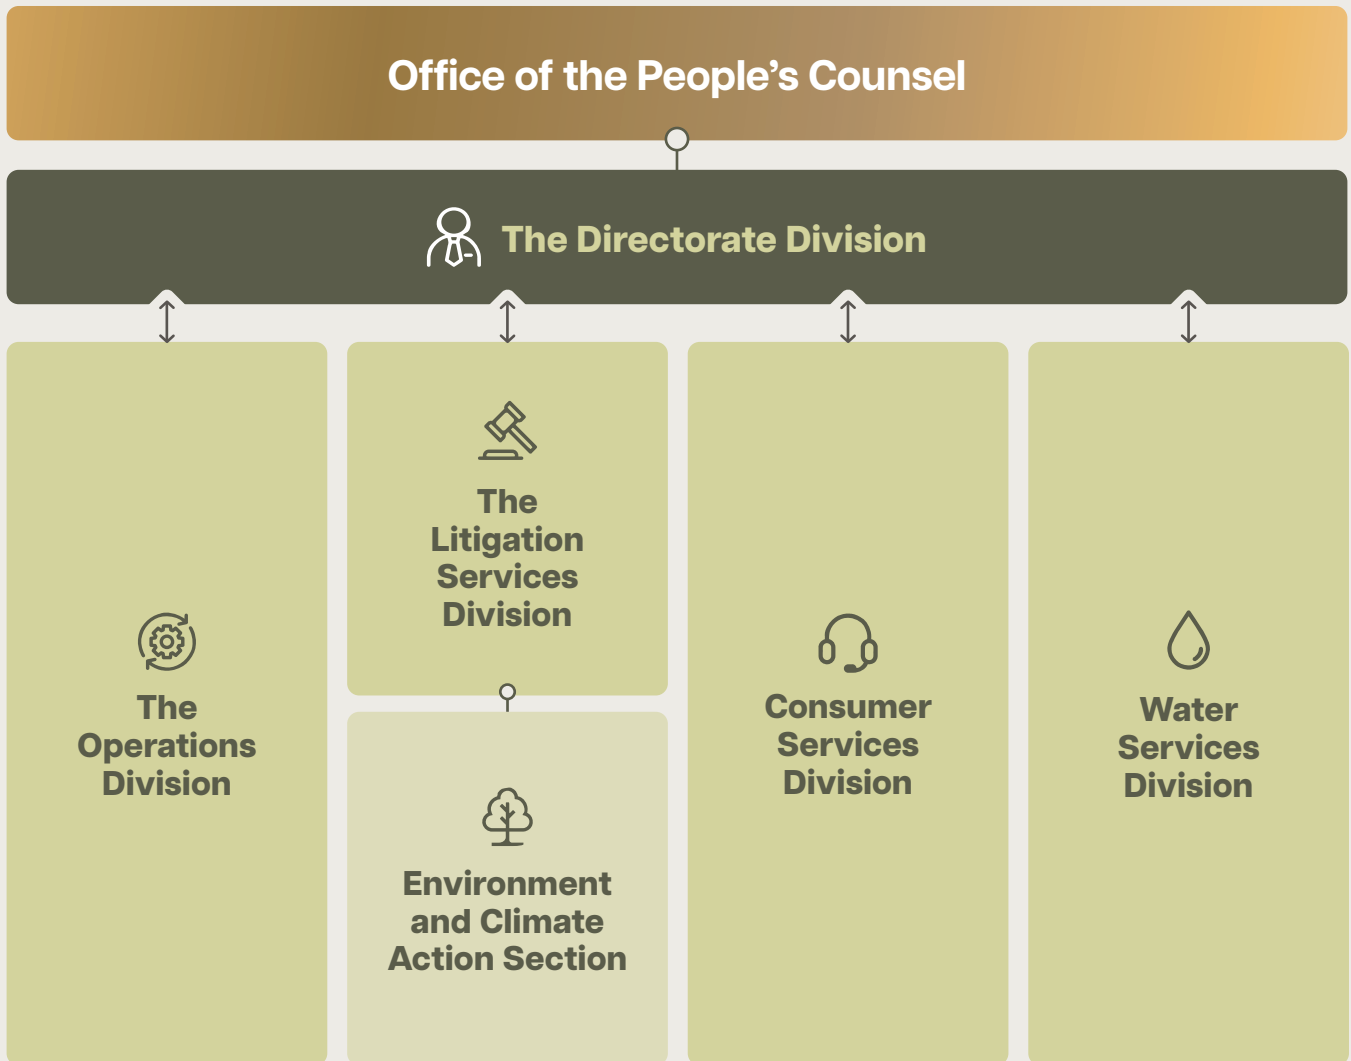 Office of the People’s Counsel
The Directorate Division
The
Operations
Division
The
Litigation
Services
Division
Environment
and Climate
Action Section
Consumer
Services
Division
Water
Services
Division